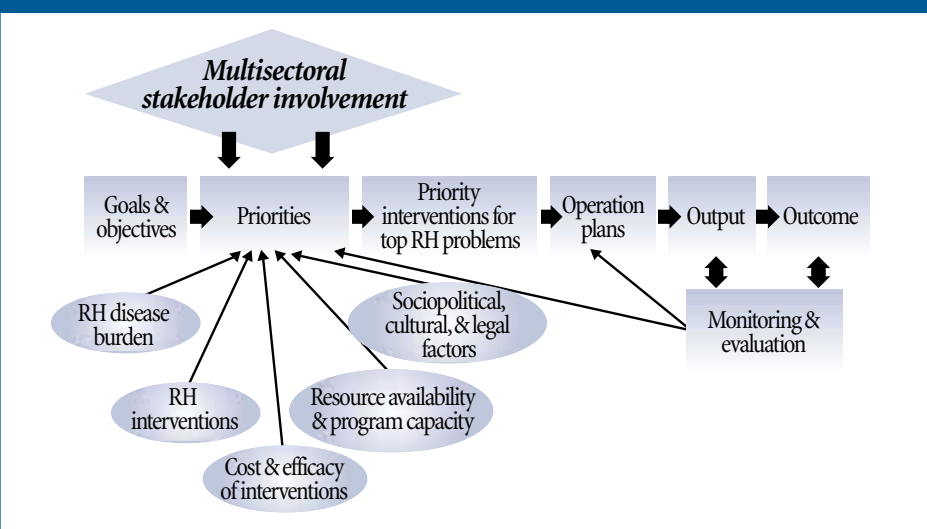 Multisectoral
stakeholder involvement
Goals &
objectives
Priorities
Priority
interventions for
top RH problems
Operation
plans
Output
Outcome
RH disease
burden
Sociopolitical,
cultural, & legal
factors
Monitoring &
evaluation
RH
interventions
Resource availability
& program capacity
Cost & efficacy
of interventions